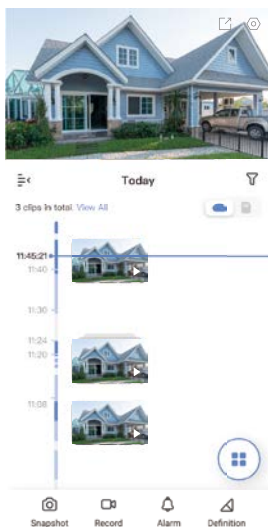 Today
3 clips in total. View All
11:45:21
11:40
11:30
11:24
11:20
11:08
Snapshot Record Alarm Definition